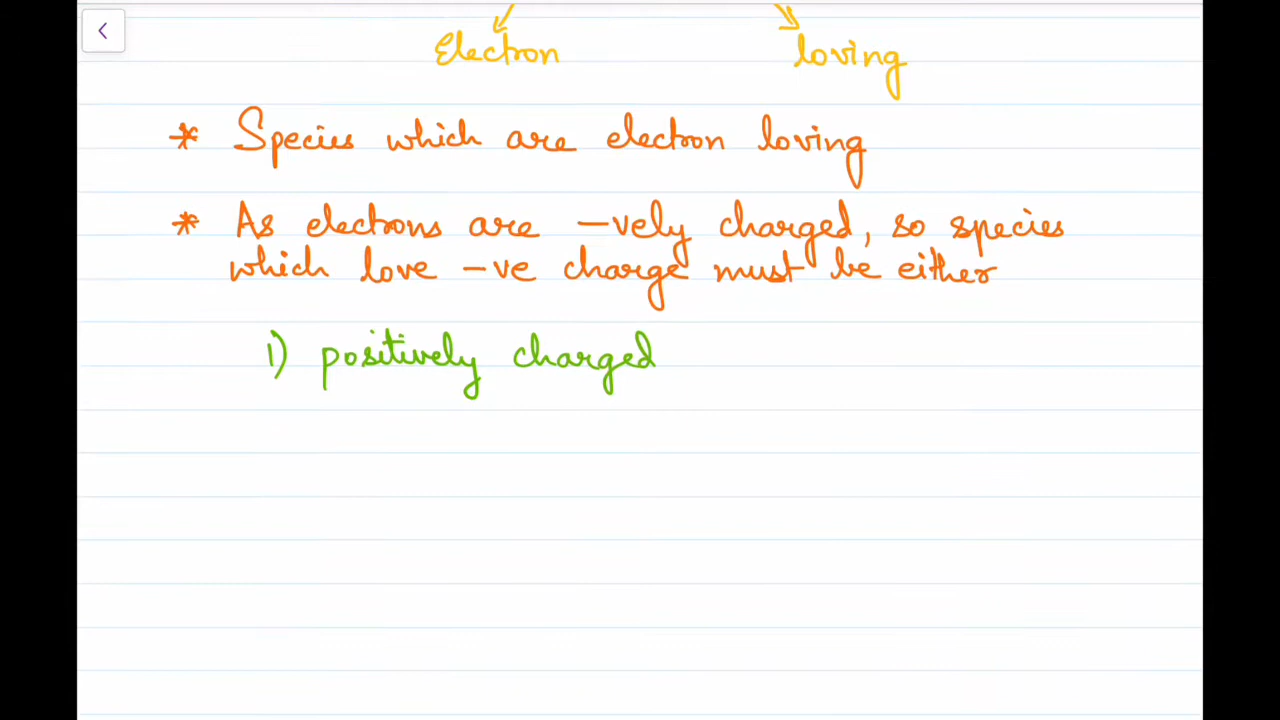 Electron loving
* Species which are electron loving
* As electrons are -vely charged, so species
which love -ve charge must be either
1) positively charged